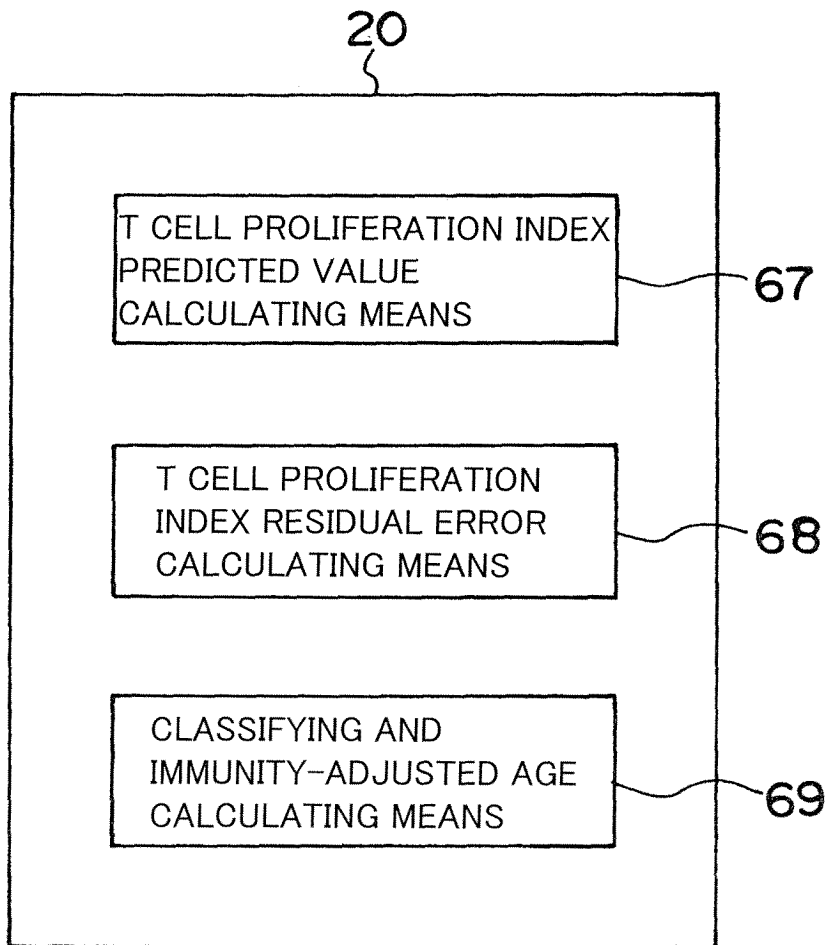 20
T CELL PROLIFERATION INDEX
PREDICTED VALUE
CALCULATING MEANS
67
T CELL PROLIFERATION
INDEX RESIDUAL ERROR
CALCULATING MEANS
68
CLASSIFYING AND
IMMUNITY-ADJUSTED AGE
CALCULATING MEANS
69